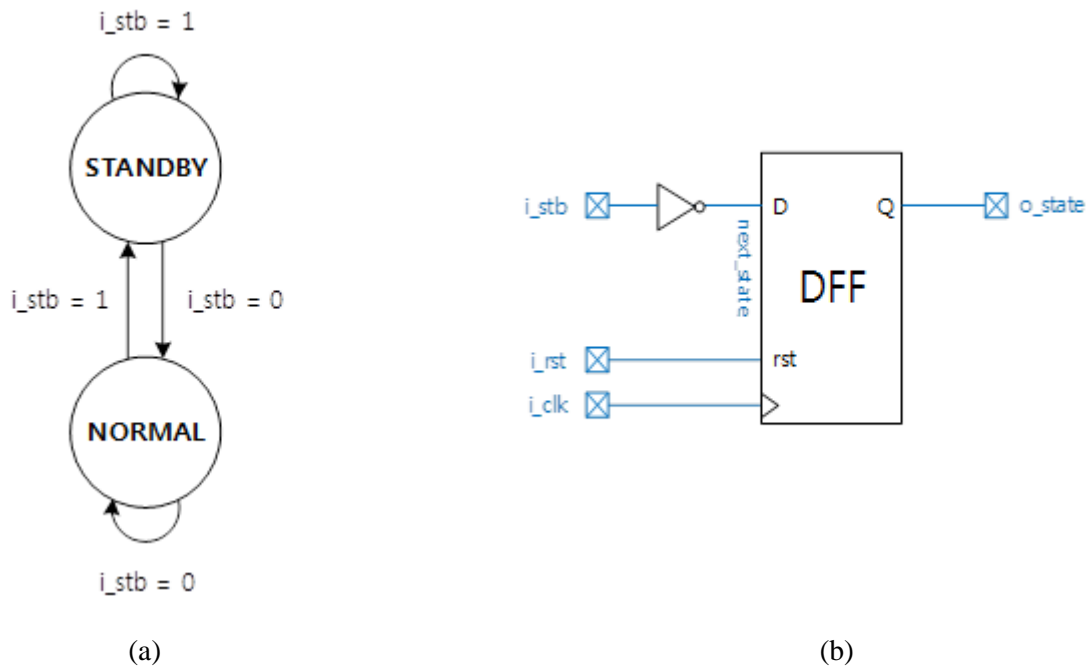 i_stb = 1
STANDBY
i_stb = 1
i_stb = 0
NORMAL
i_stb = 0
(a)
i_stb
D
Q
o_state
next_state
DFF
i_rst
rst
i_clk
(b)